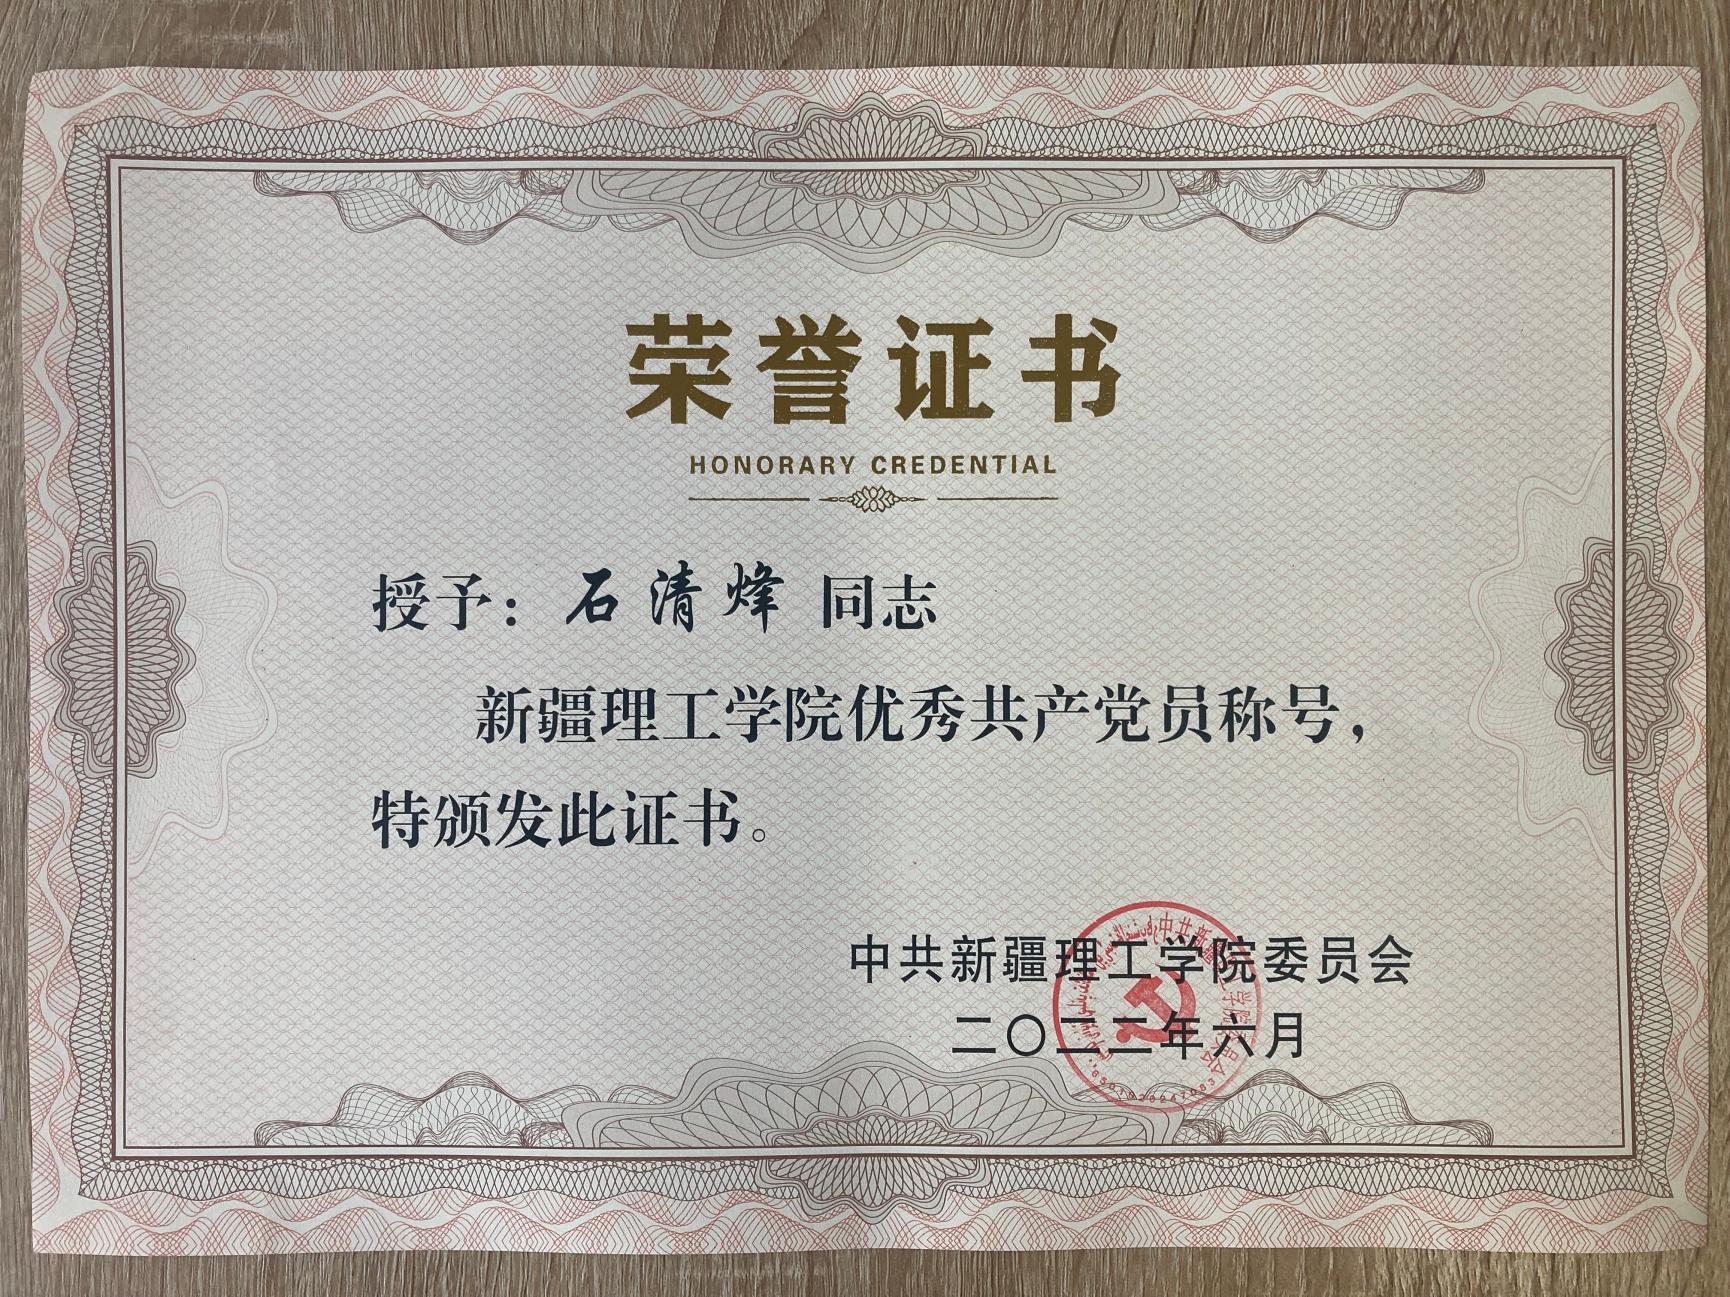 荣誉证书
HONORARY CREDENTIAL
授予：石清烽 同志
新疆理工学院优秀共产党员称号，
特颁发此证书。
中共新疆理工学院委员会
二〇二二年六月